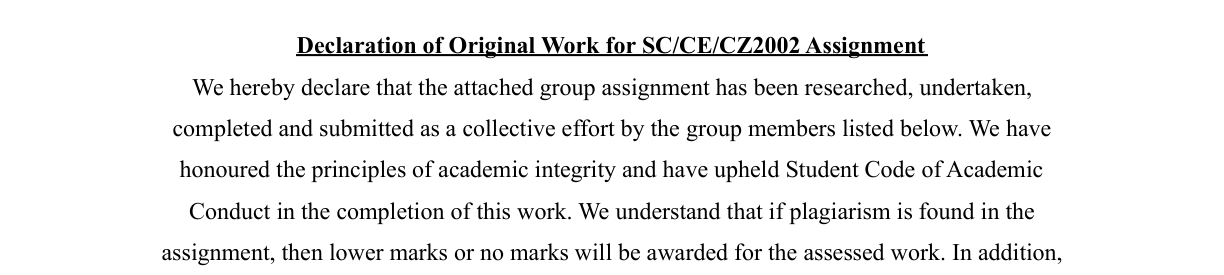 Declaration of Original Work for SC/CE/CZ2002 Assignment
We hereby declare that the attached group assignment has been researched, undertaken,
completed and submitted as a collective effort by the group members listed below. We have
honoured the principles of academic integrity and have upheld Student Code of Academic
Conduct in the completion of this work. We understand that if plagiarism is found in the
assignment, then lower marks or no marks will be awarded for the assessed work. In addition,